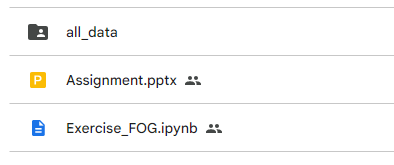 all_data
P
Assignment.pptx
Exercise_FOG.ipynb